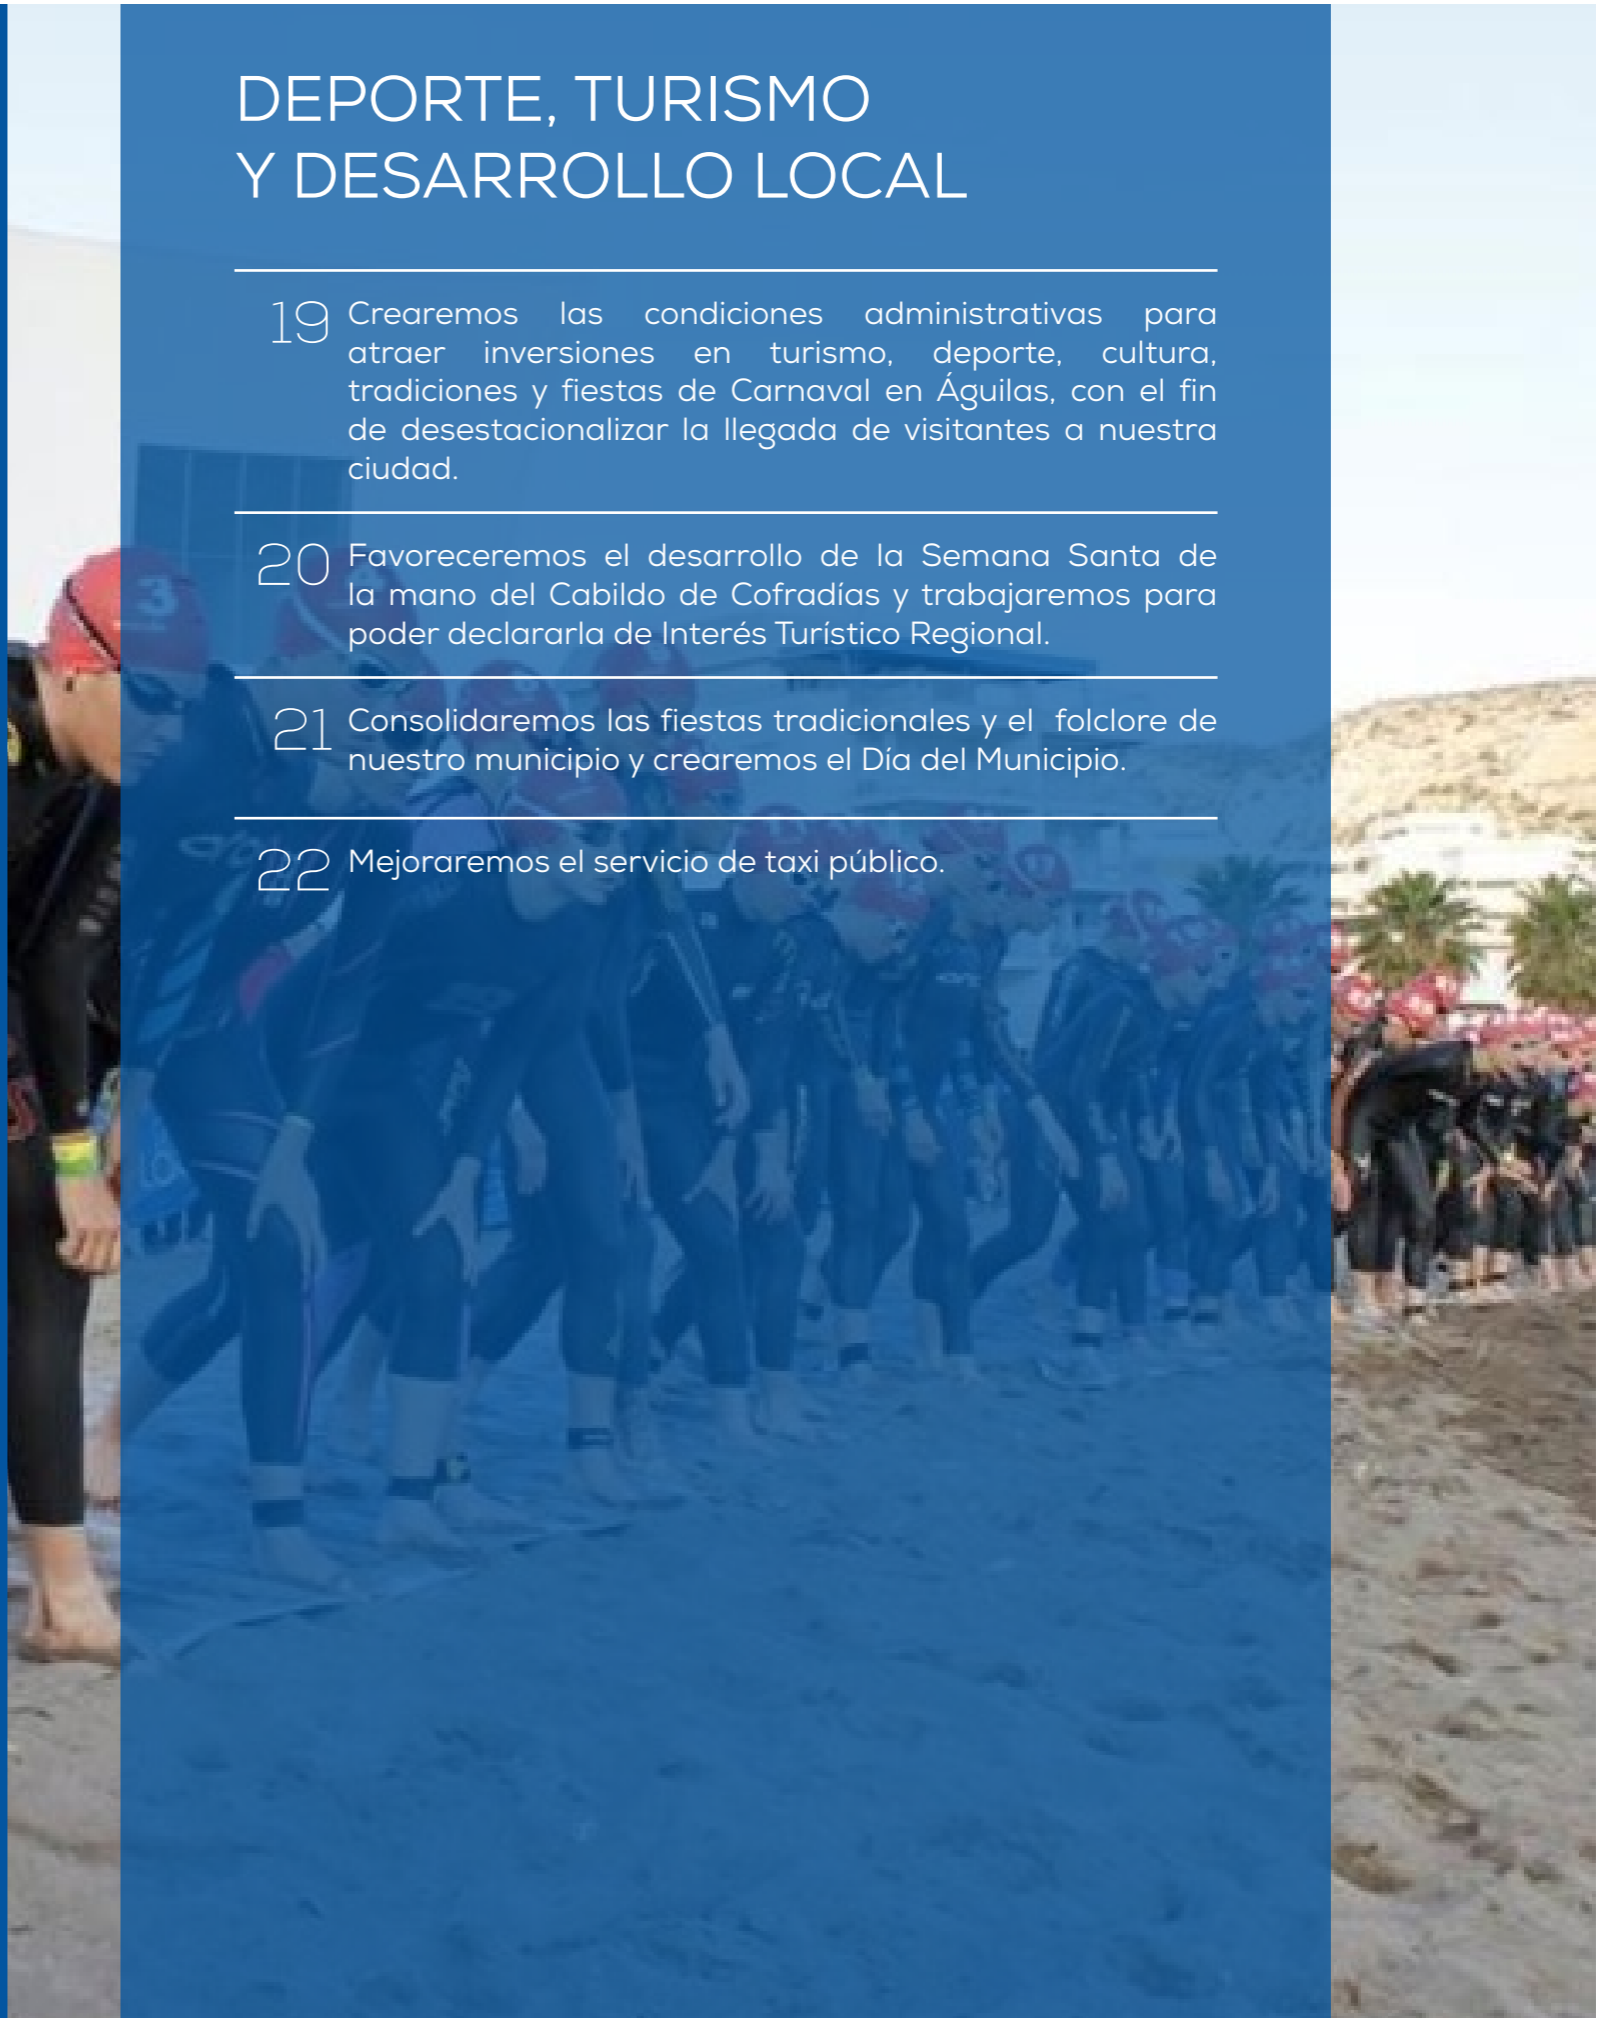 DEPORTE, TURISMO
Y DESARROLLO LOCAL
19 Crearemos las condiciones administrativas para
atraer inversiones en turismo, deporte, cultura,
tradiciones y fiestas de Carnaval en Águilas, con el fin
de desestacionalizar la llegada de visitantes a nuestra
ciudad.
20 Favoreceremos el desarrollo de la Semana Santa de
la mano del Cabildo de Cofradías y trabajaremos para
poder declararla de Interés Turístico Regional.
21 Consolidaremos las fiestas tradicionales y el folclore de
nuestro municipio y crearemos el Día del Municipio.
22 Mejoraremos el servicio de taxi público.
3